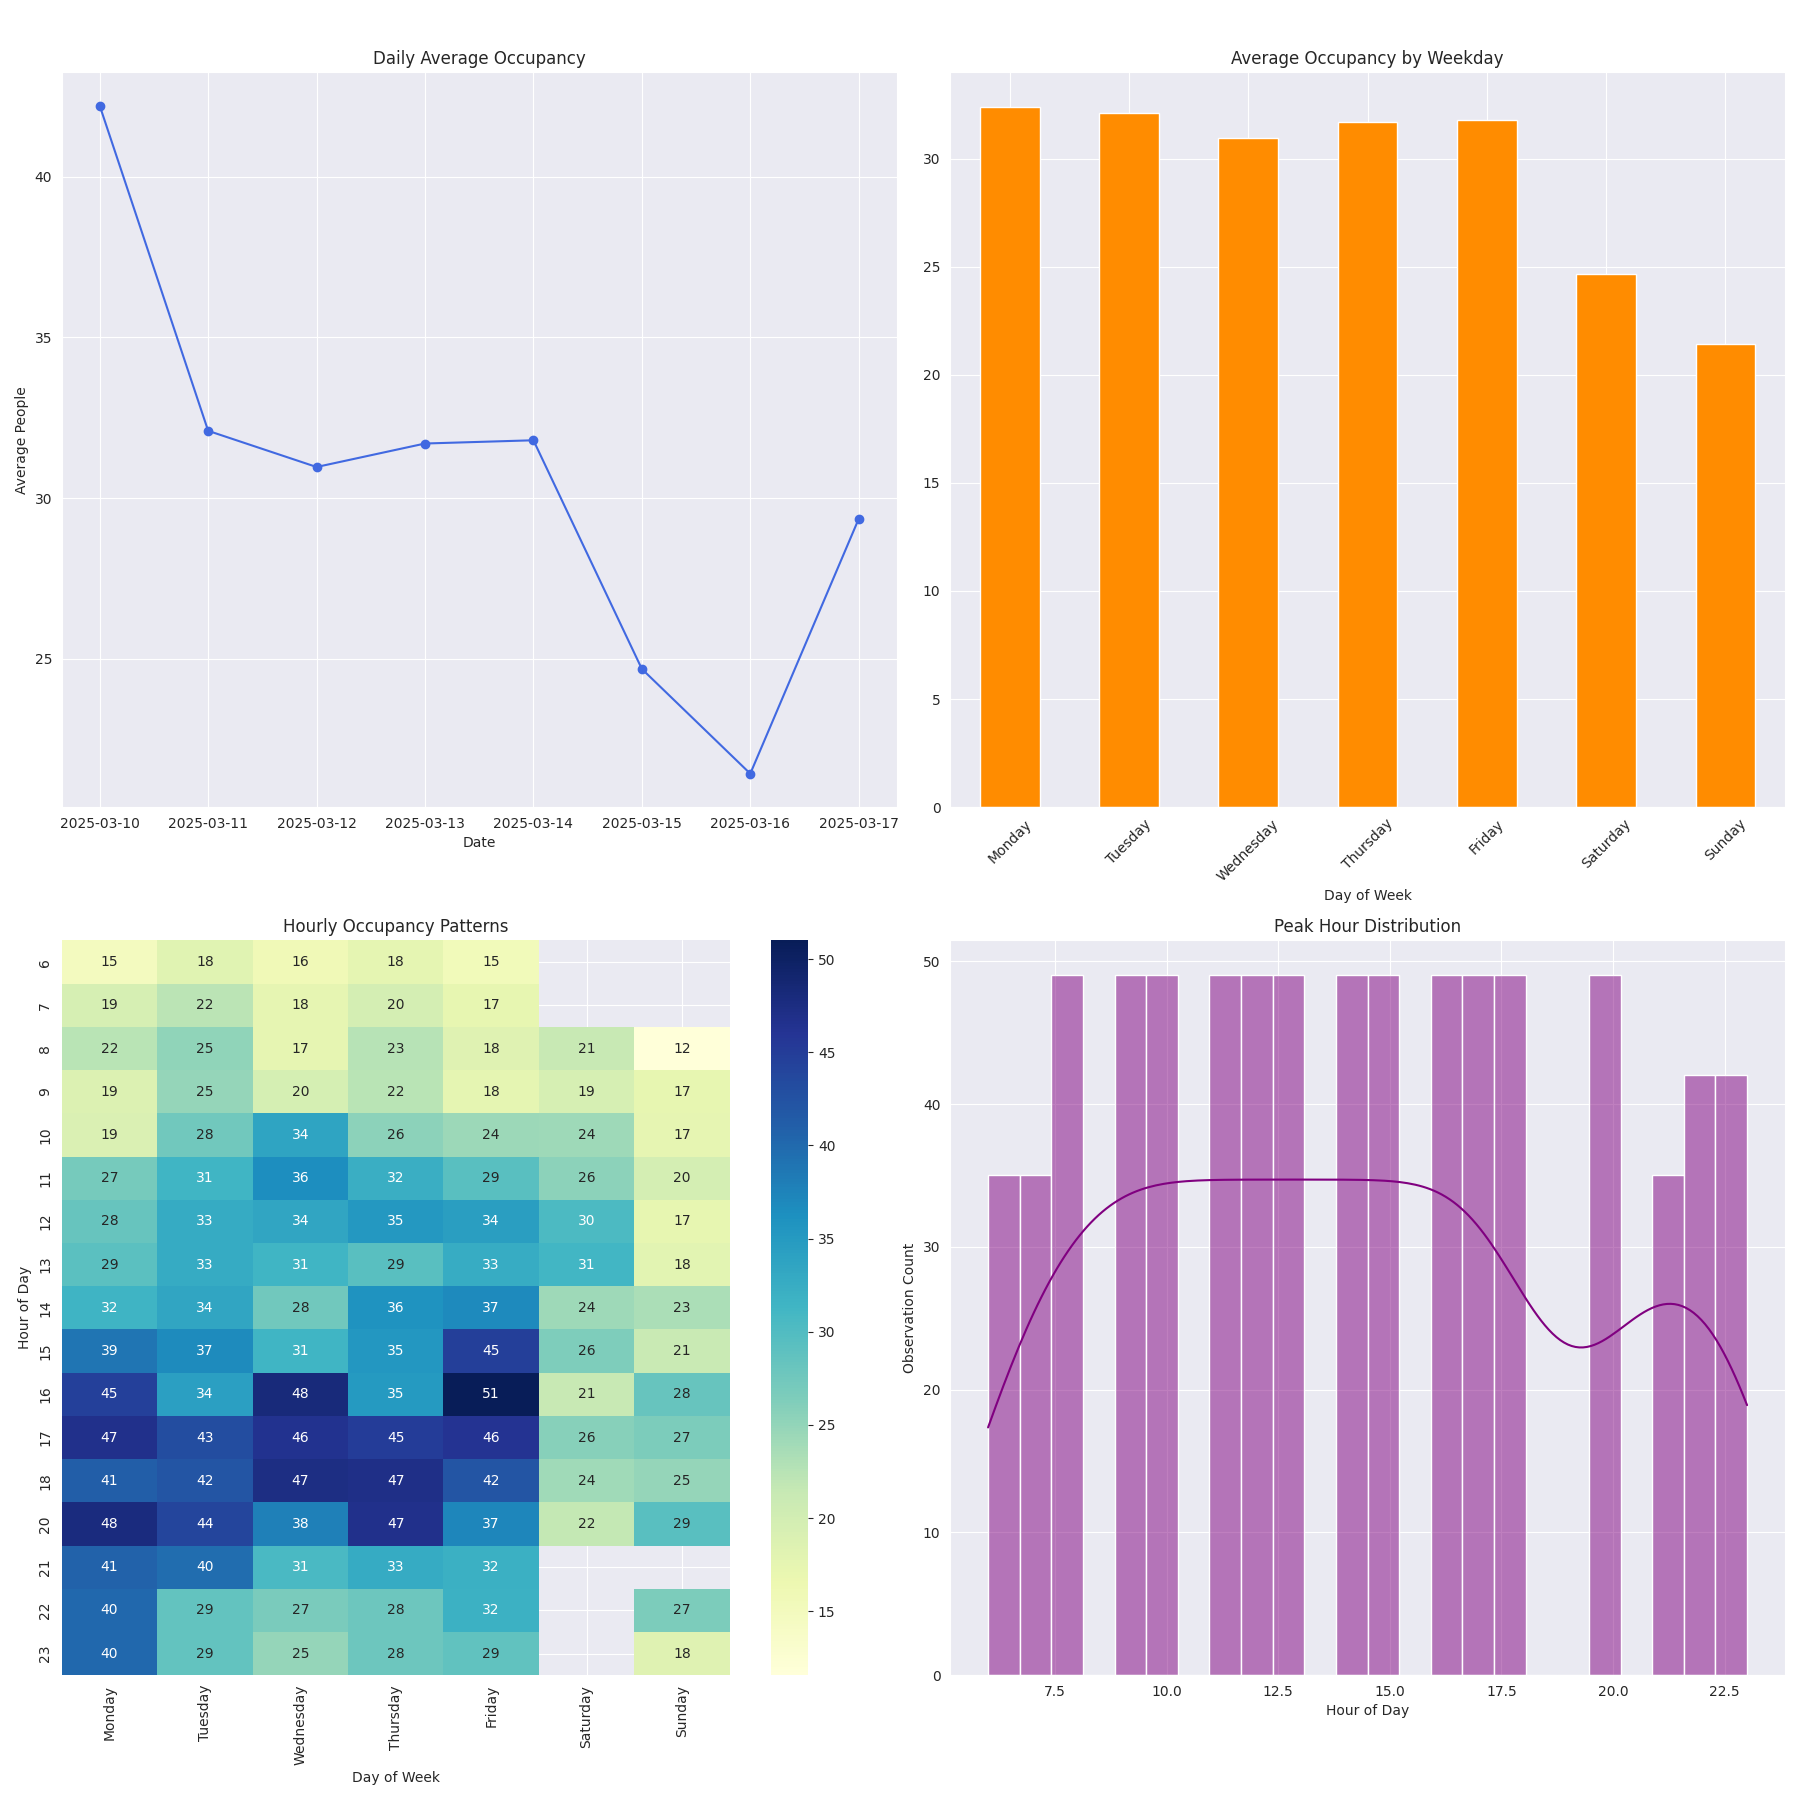 Daily Average Occupancy
40
35
30
25
Average People
2025-03-10 2025-03-11 2025-03-12 2025-03-13 2025-03-14 2025-03-15 2025-03-16 2025-03-17
Date
Average Occupancy by Weekday
30
25
20
15
10
5
0
Monday Tuesday Wednesday Thursday Friday Saturday Sunday
Day of Week
Hourly Occupancy Patterns
Hour of Day
6 15 18 16 18 15
7 19 22 18 20 17
8 22 25 17 23 18 21 12
9 19 25 20 22 18 19 17
10 19 28 34 26 24 24 17
11 27 31 36 32 29 26 20
12 28 33 34 35 34 30 17
13 29 33 31 29 33 31 18
14 32 34 28 36 37 24 23
15 39 37 31 35 45 26 21
16 45 34 48 35 51 21 28
17 47 43 46 45 46 26 27
18 41 42 47 47 42 24 25
20 48 44 38 47 37 22 29
21 41 40 31 33 32
22 40 29 27 28 32 27
23 40 29 25 28 29 18
Monday Tuesday Wednesday Thursday Friday Saturday Sunday
Day of Week
50
45
40
35
30
25
20
15
Peak Hour Distribution
50
40
30
20
10
0
Observation Count
7.5 10.0 12.5 15.0 17.5 20.0 22.5
Hour of Day